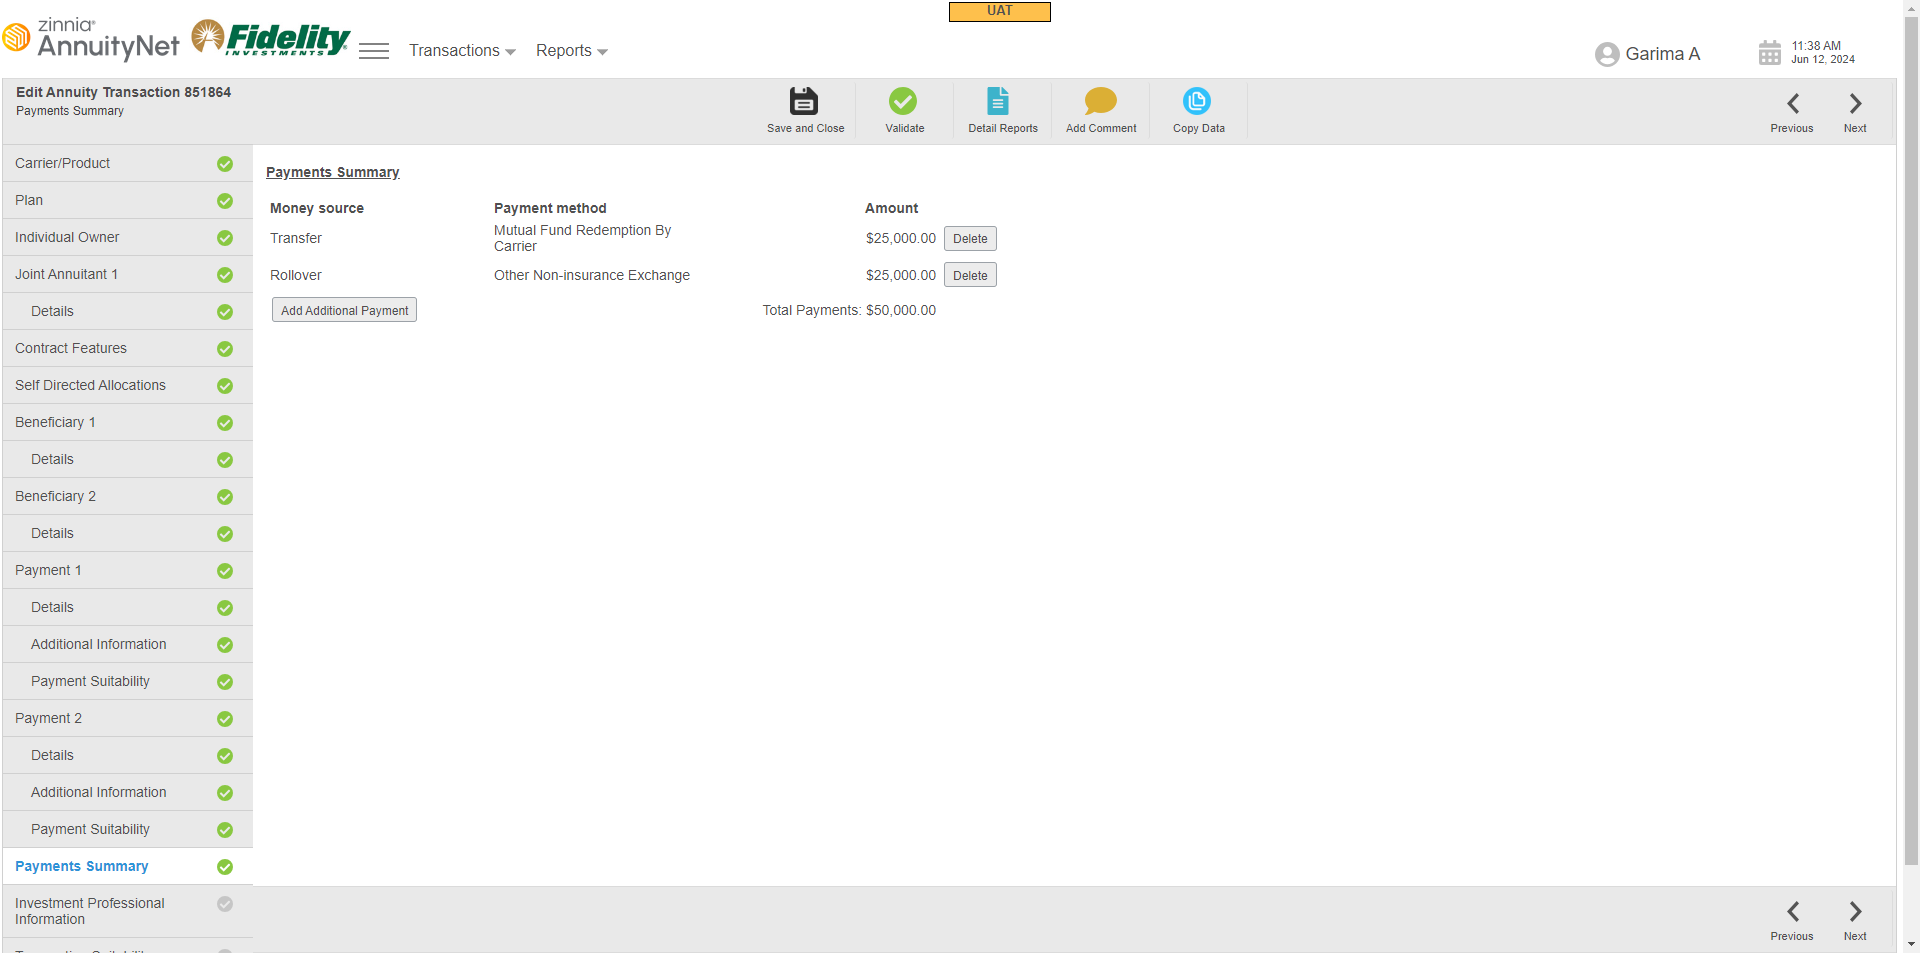 UAT
zinnia
AnnuityNet
Fidelity
INVESTMENTS
Transactions
Reports
Garima A
11:38 AM
Jun 12, 2024
Edit Annuity Transaction 851864
Payments Summary
Save and Close
Validate
Detail Reports
Add Comment
Copy Data
Previous
Next
Carrier/Product
Plan
Individual Owner
Joint Annuitant 1
Details
Contract Features
Self Directed Allocations
Beneficiary 1
Details
Beneficiary 2
Details
Payment 1
Details
Additional Information
Payment Suitability
Payment 2
Details
Additional Information
Payment Suitability
Payments Summary
Investment Professional
Information
Payments Summary
Money source Payment method Amount
Transfer Mutual Fund Redemption By
Carrier $25,000.00 Delete
Rollover Other Non-insurance Exchange $25,000.00 Delete
Add Additional Payment Total Payments: $50,000.00
Previous
Next